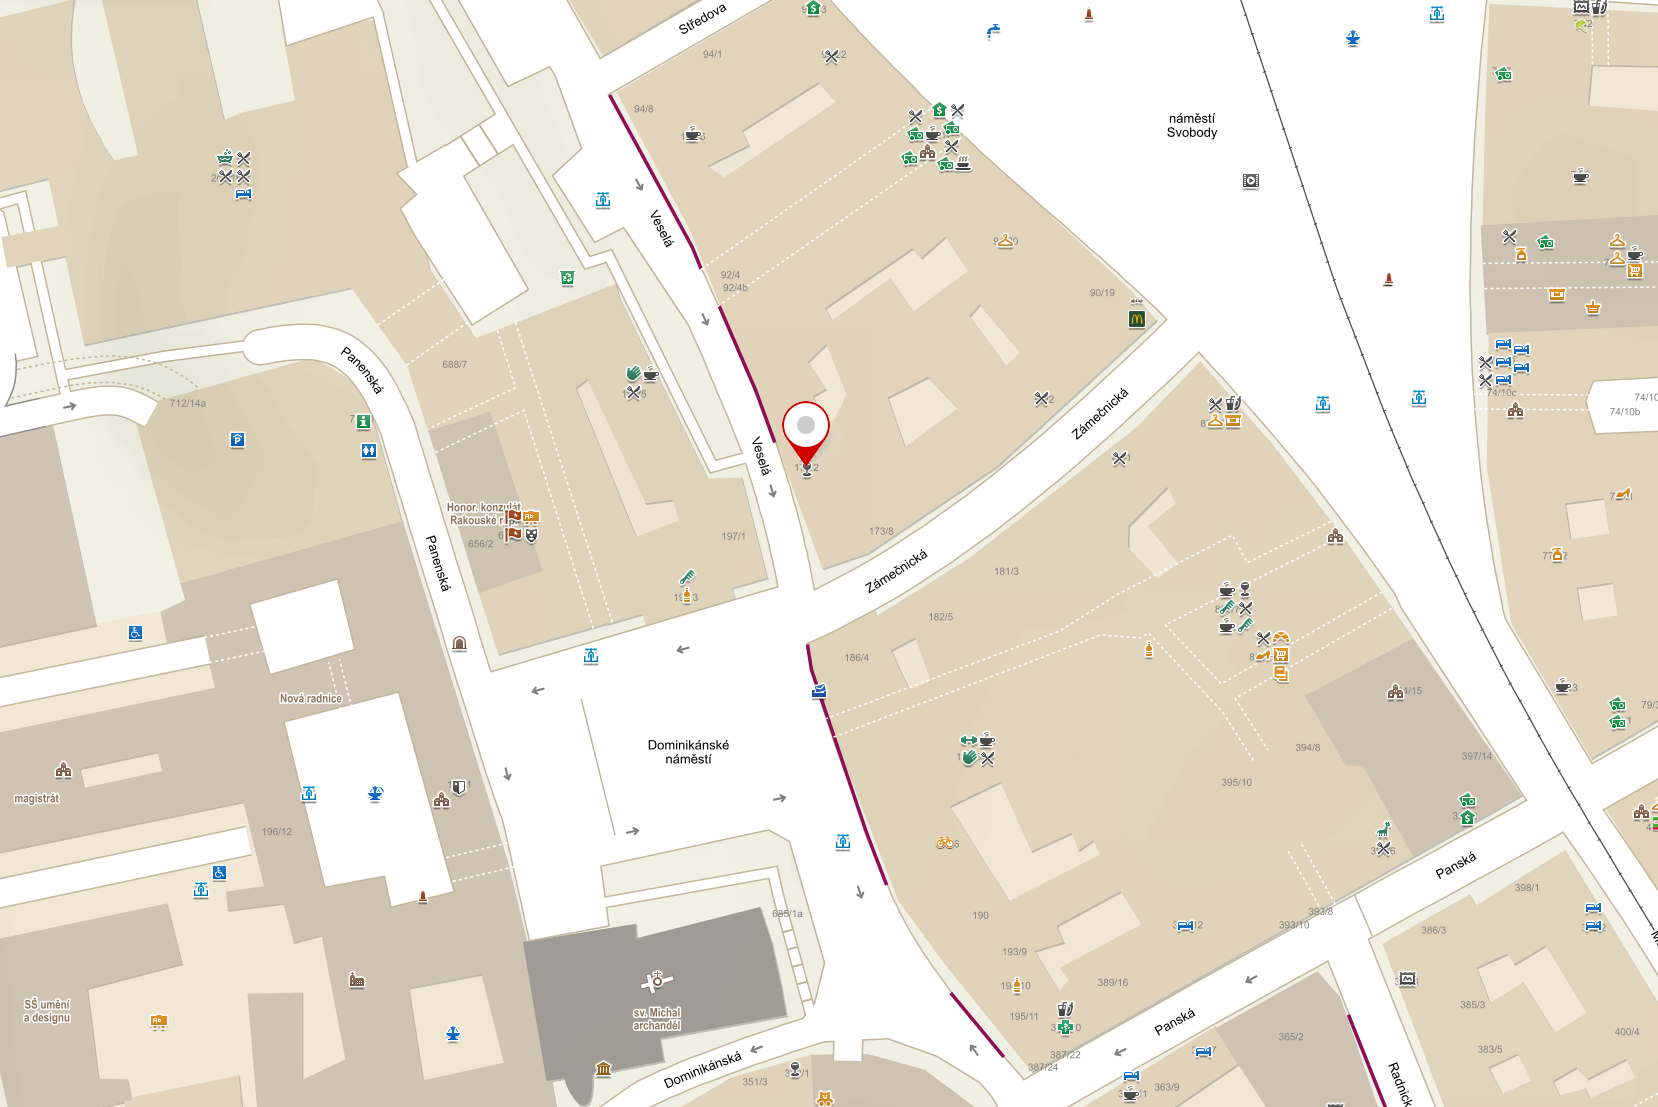 Středova
94/1
94/8
náměstí
Svobody
Veselá
92/4
92/4b
90/19
Panenská
688/7
712/14a
Zámečnická
74/10c
74/10b
Veselá
Honor. konzulát
656/2
197/1
173/8
Zámečnická
Panenská
181/3
182/5
186/4
Nová radnice
Dominikánské
náměstí
magistrát
196/12
394/8
397/14
395/10
79/3
Panská
398/1
685/1a
190
393/8
393/10
386/3
193/9
389/16
385/3
SŠ umění
a designu
sv. Michal
archanděl
195/11
Panská
365/2
400/4
383/5
387/22
387/24
Dominikánská
351/3
363/9